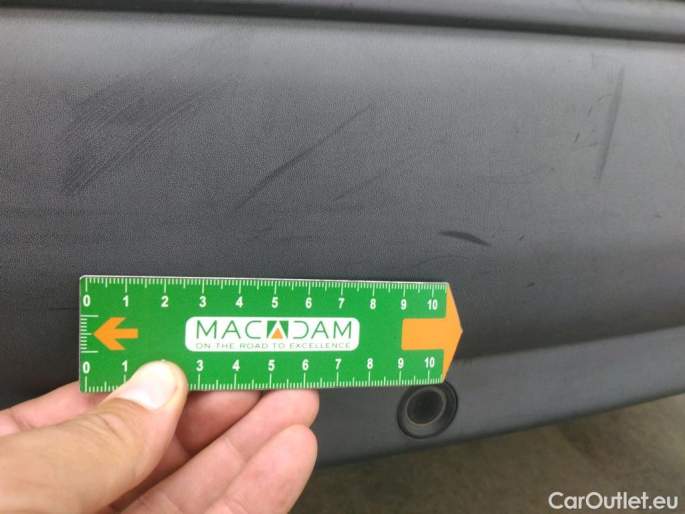 0 1 2 3 4 5 6 7 8 9 10
MACADAM
ON THE ROAD TO EXCELLENCE
0 1 3 4 5 6 7 8 9 10
CarOutlet.eu